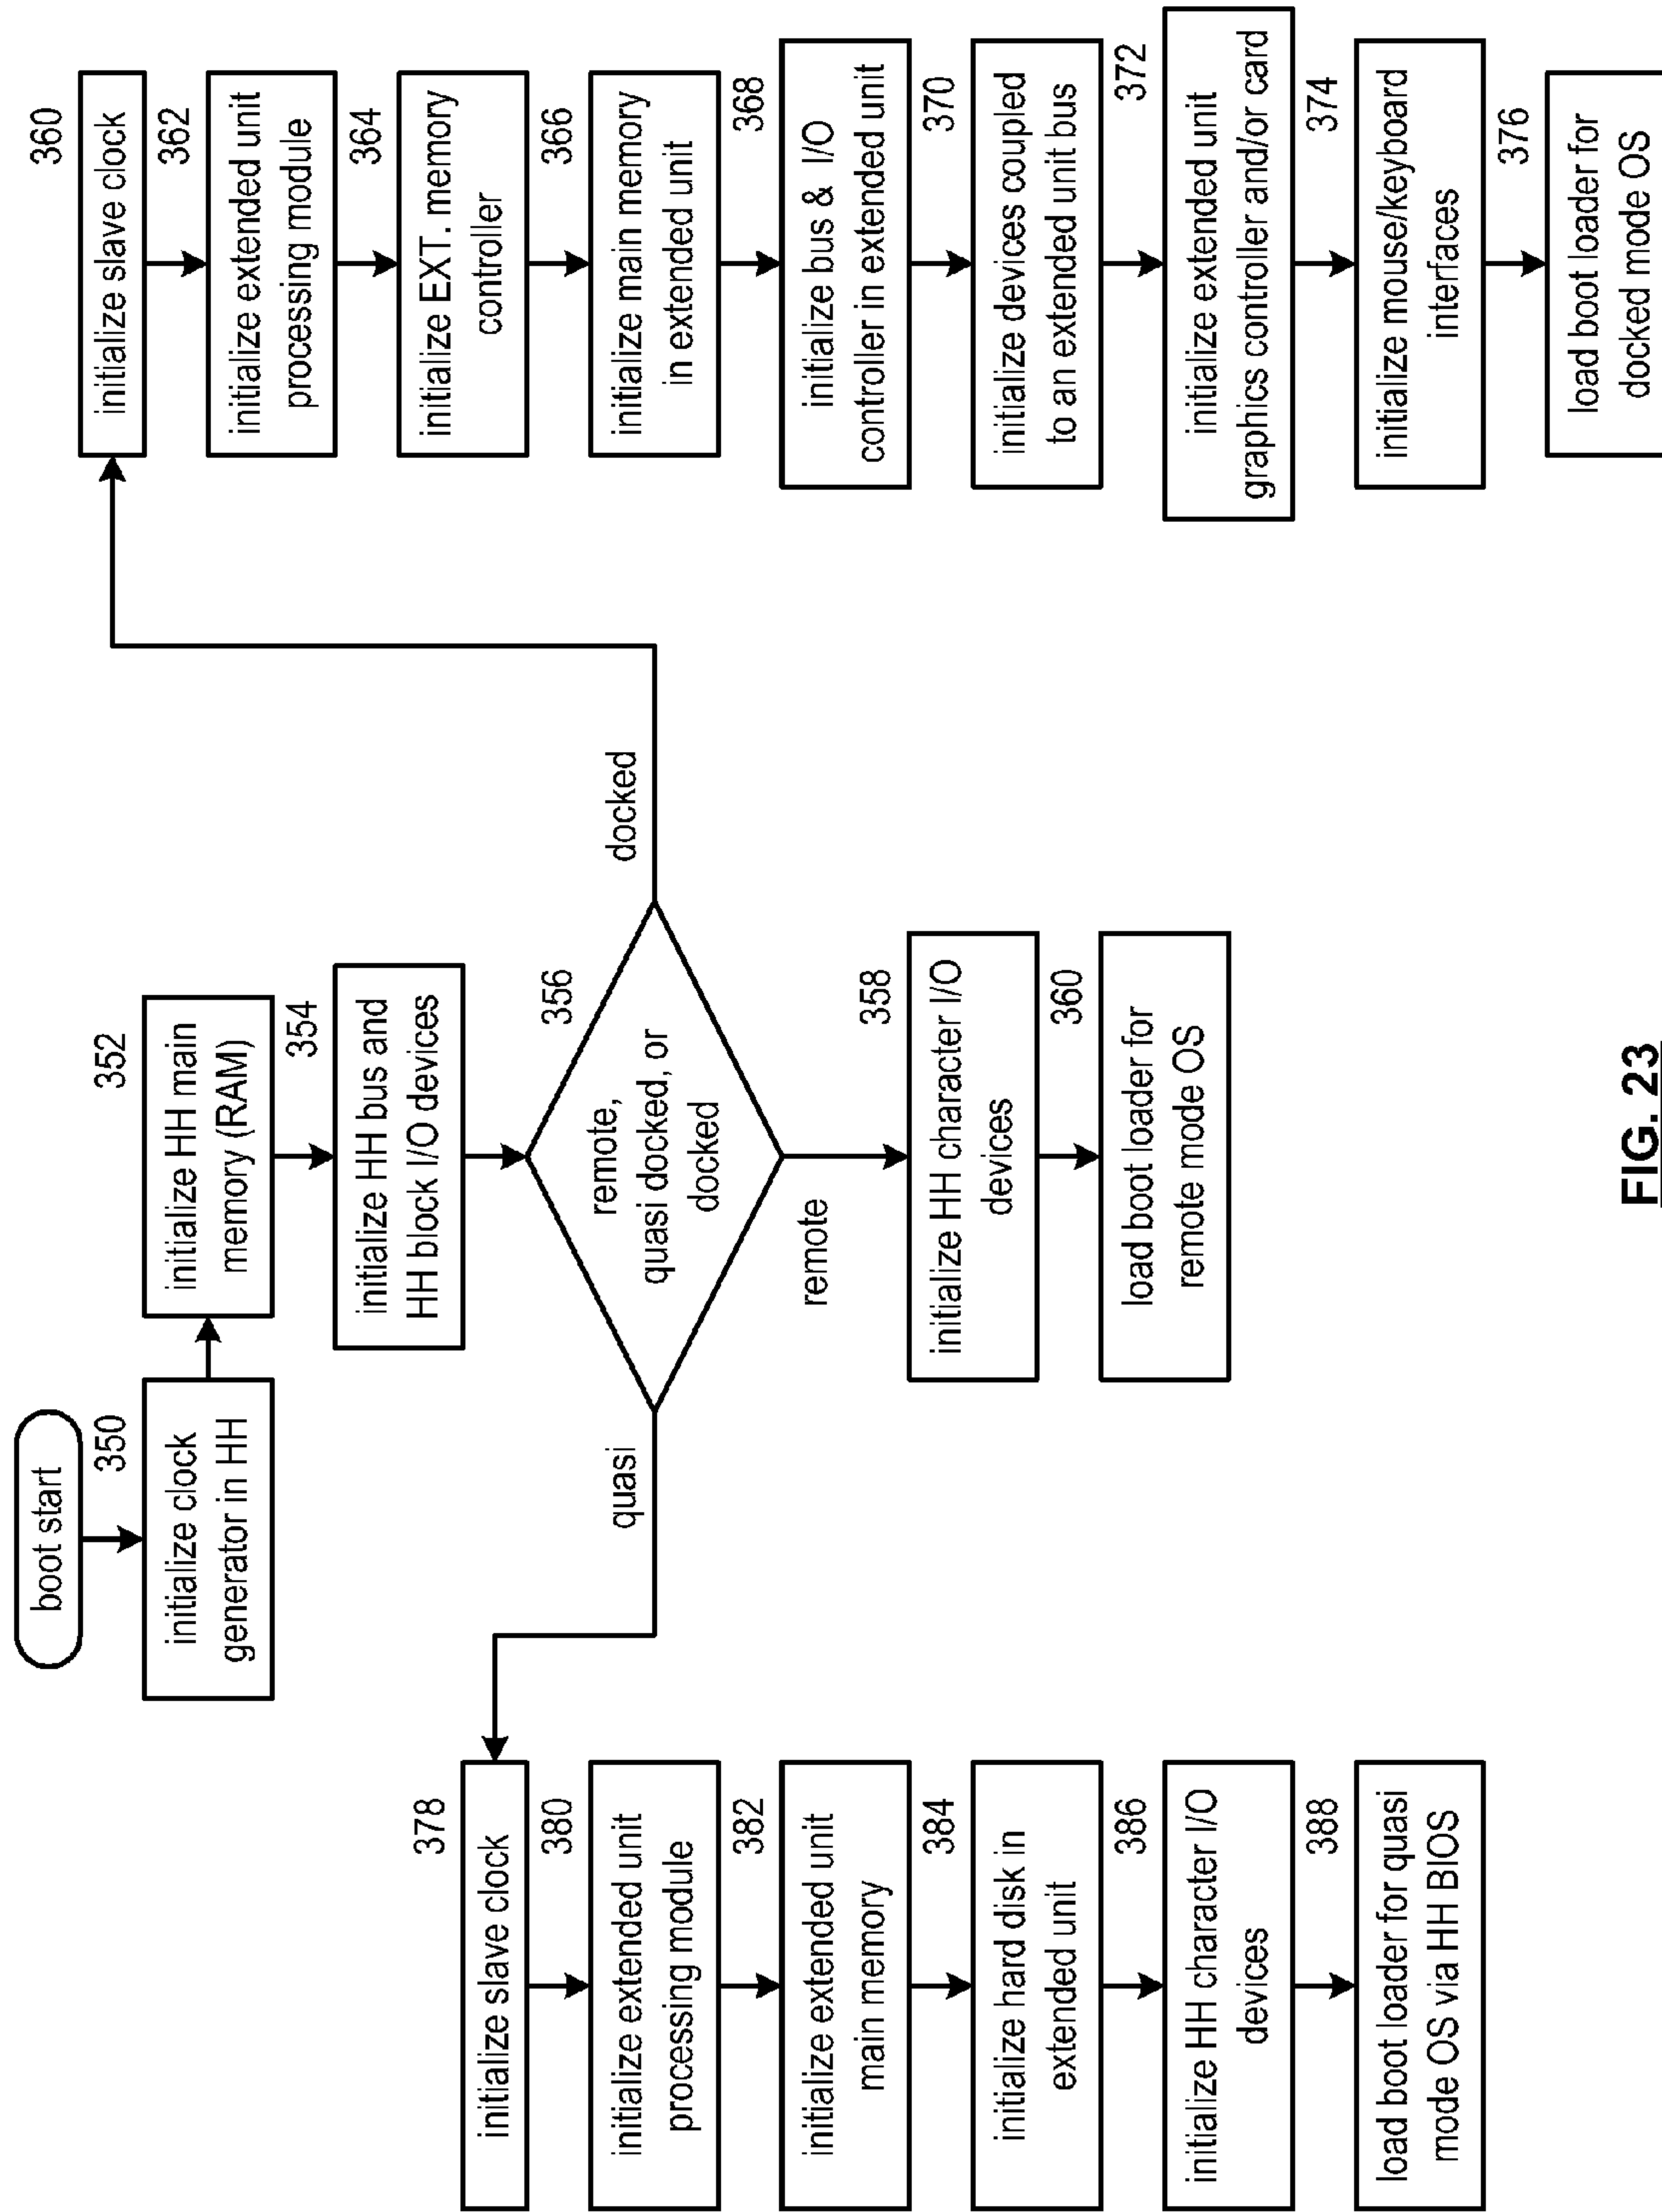 boot start
350
initialize clock
generator in HH
352
initialize HH main
memory (RAM)
354
initialize HH bus and
HH block I/O devices
356
remote,
quasi docked, or
docked
quasi
remote
docked
378
initialize slave clock
380
initialize extended unit
processing module
382
initialize extended unit
main memory
384
initialize hard disk in
extended unit
386
initialize HH character I/O
devices
388
load boot loader for quasi
mode OS via HH BIOS
358
initialize HH character I/O
devices
360
load boot loader for
remote mode OS
360
initialize slave clock
362
initialize extended unit
processing module
364
initialize EXT. memory
controller
366
initialize main memory
in extended unit
368
initialize bus & I/O
controller in extended unit
370
initialize devices coupled
to an extended unit bus
372
initialize extended unit
graphics controller and/or card
374
initialize mouse/keyboard
interfaces
376
load boot loader for
docked mode OS
FIG. 23